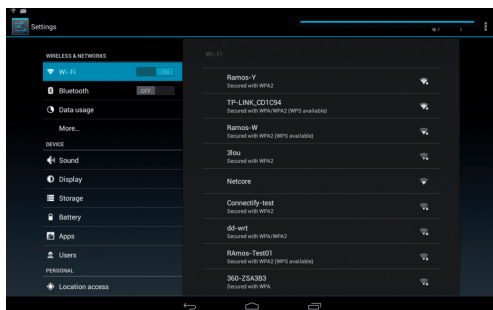 Settings
WIRELESS & NETWORKS
Wi-Fi
ON
Bluetooth
OFF
Data usage
More...
DEVICE
Sound
Display
Storage
Battery
Apps
Users
PERSONAL
Location access
Wi-Fi
Ramos-Y
Secured with WPA2
TP-LINK_CD1C94
Secured with WPA/WPA2 (WPS available)
Ramos-W
Secured with WPA2 (WPS available)
3lou
Secured with WPA2
Netcore
Connectify-test
Secured with WPA2
dd-wrt
Secured with WPA/WPA2
RAmos-Test01
Secured with WPA2 (WPS available)
360-ZSA3B3
Secured with WPA